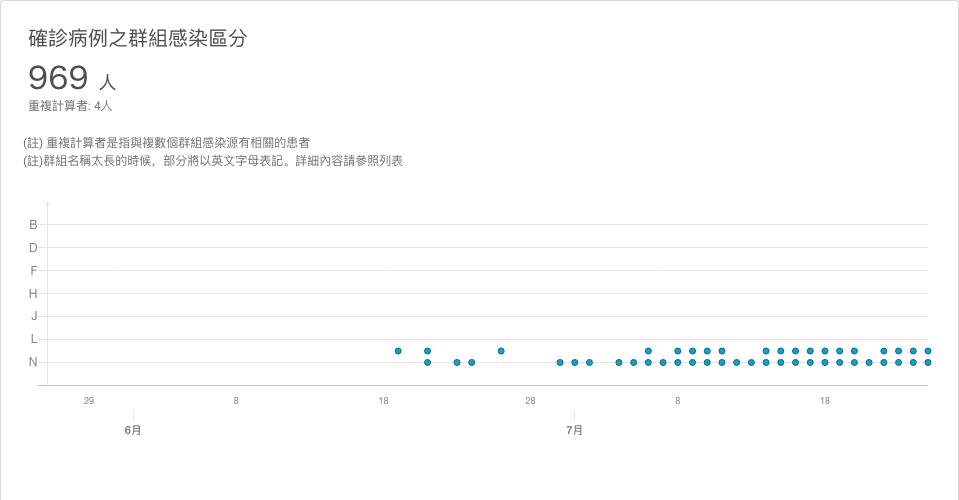 確診病例之群組感染區分
969 人
重複計算者: 4人
(註) 重複計算者是指與複數個群組感染源有相關的患者
(註)群組名稱太長的時候，部分將以英文字母表記。詳細內容請參照列表
B
D
F
H
J
L
N
29 8 18 28 8 18
6月 7月